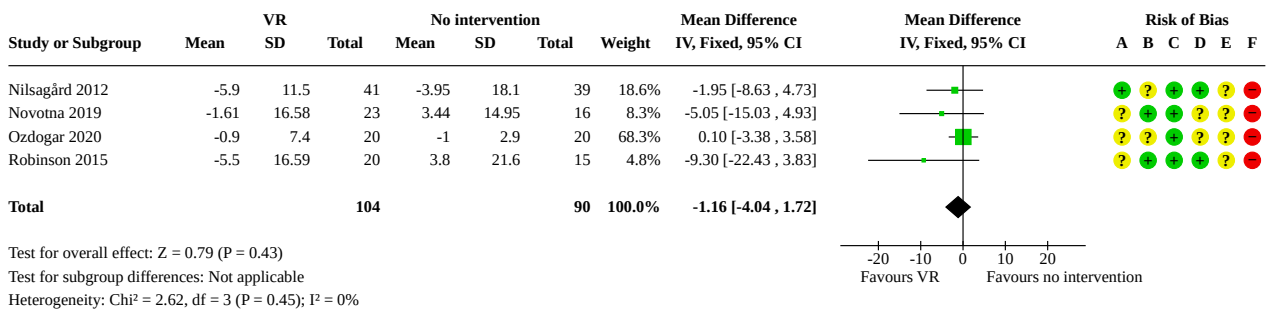 VR No intervention Mean Difference Mean Difference Risk of Bias
Study or Subgroup Mean SD Total Mean SD Total Weight IV, Fixed, 95% CI IV, Fixed, 95% CI A B C D E F
Nilsagård 2012 -5.9 11.5 41 -3.95 18.1 39 18.6% -1.95 [-8.63 , 4.73] + ? + + ? −
Novotna 2019 -1.61 16.58 23 3.44 14.95 16 8.3% -5.05 [-15.03 , 4.93] ? + + ? ? −
Ozdogar 2020 -0.9 7.4 20 -1 2.9 20 68.3% 0.10 [-3.38 , 3.58] ? ? + ? ? −
Robinson 2015 -5.5 16.59 20 3.8 21.6 15 4.8% -9.30 [-22.43 , 3.83] ? + + + ? −
Total 104 90 100.0% -1.16 [-4.04 , 1.72]
Test for overall effect: Z = 0.79 (P = 0.43)
-20 -10 0 10 20
Test for subgroup differences: Not applicable
Favours VR Favours no intervention
Heterogeneity: Chi² = 2.62, df = 3 (P = 0.45); I² = 0%